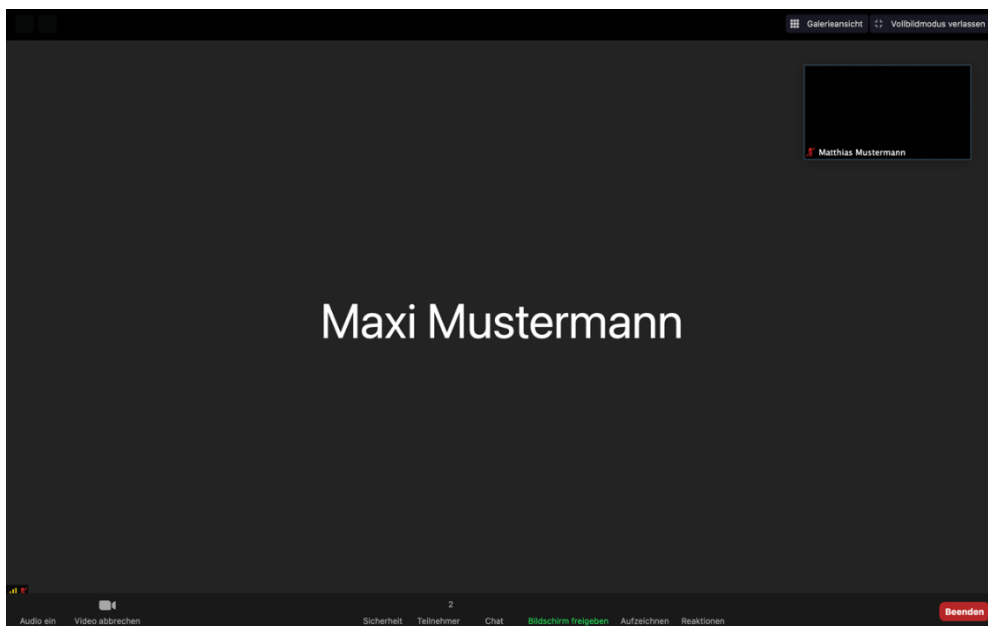 Galerieansicht Vollbildmodus verlassen
Matthias Mustermann
Maxi Mustermann
2
Audio ein Video abbrechen Sicherheit Teilnehmer Chat Bildschirm freigeben Aufzeichnen Reaktionen Beenden